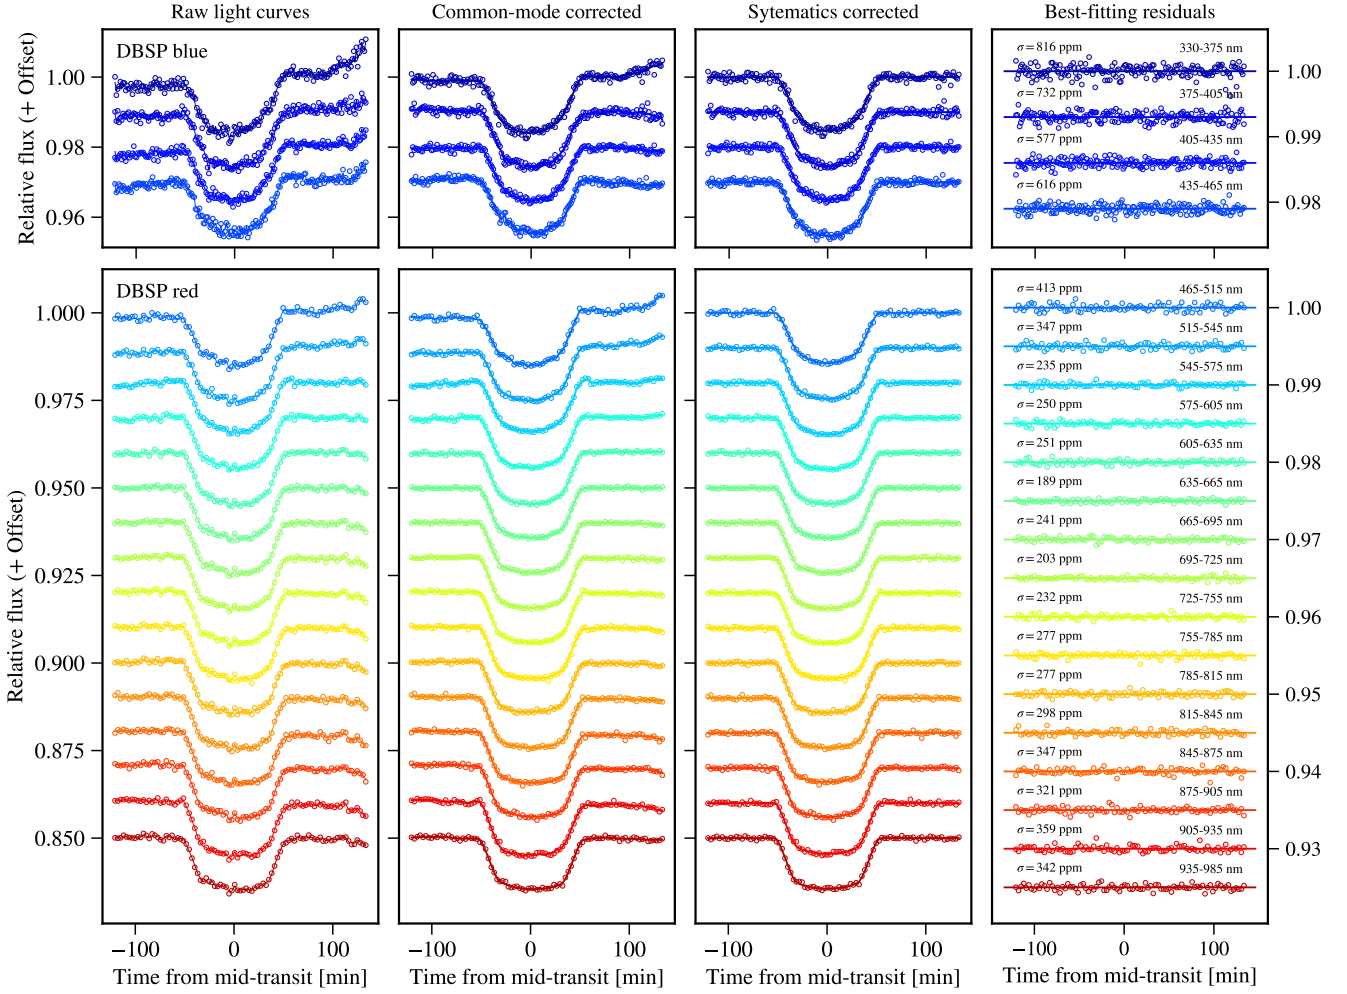 Raw light curves
Common-mode corrected
Sytematics corrected
Best-fitting residuals
Relative flux (+ Offset)
DBSP blue
1.00
0.98
0.96
σ = 816 ppm 330-375 nm
σ = 732 ppm 375-405 nm
σ = 577 ppm 405-435 nm
σ = 616 ppm 435-465 nm
1.00
0.99
0.98
Relative flux (+ Offset)
DBSP red
1.000
0.975
0.950
0.925
0.900
0.875
0.850
σ = 413 ppm 465-515 nm
σ = 347 ppm 515-545 nm
σ = 235 ppm 545-575 nm
σ = 250 ppm 575-605 nm
σ = 251 ppm 605-635 nm
σ = 189 ppm 635-665 nm
σ = 241 ppm 665-695 nm
σ = 203 ppm 695-725 nm
σ = 232 ppm 725-755 nm
σ = 277 ppm 755-785 nm
σ = 277 ppm 785-815 nm
σ = 298 ppm 815-845 nm
σ = 347 ppm 845-875 nm
σ = 321 ppm 875-905 nm
σ = 359 ppm 905-935 nm
σ = 342 ppm 935-985 nm
1.00
0.99
0.98
0.97
0.96
0.95
0.94
0.93
−100 0 100
−100 0 100
−100 0 100
−100 0 100
Time from mid-transit [min]
Time from mid-transit [min]
Time from mid-transit [min]
Time from mid-transit [min]